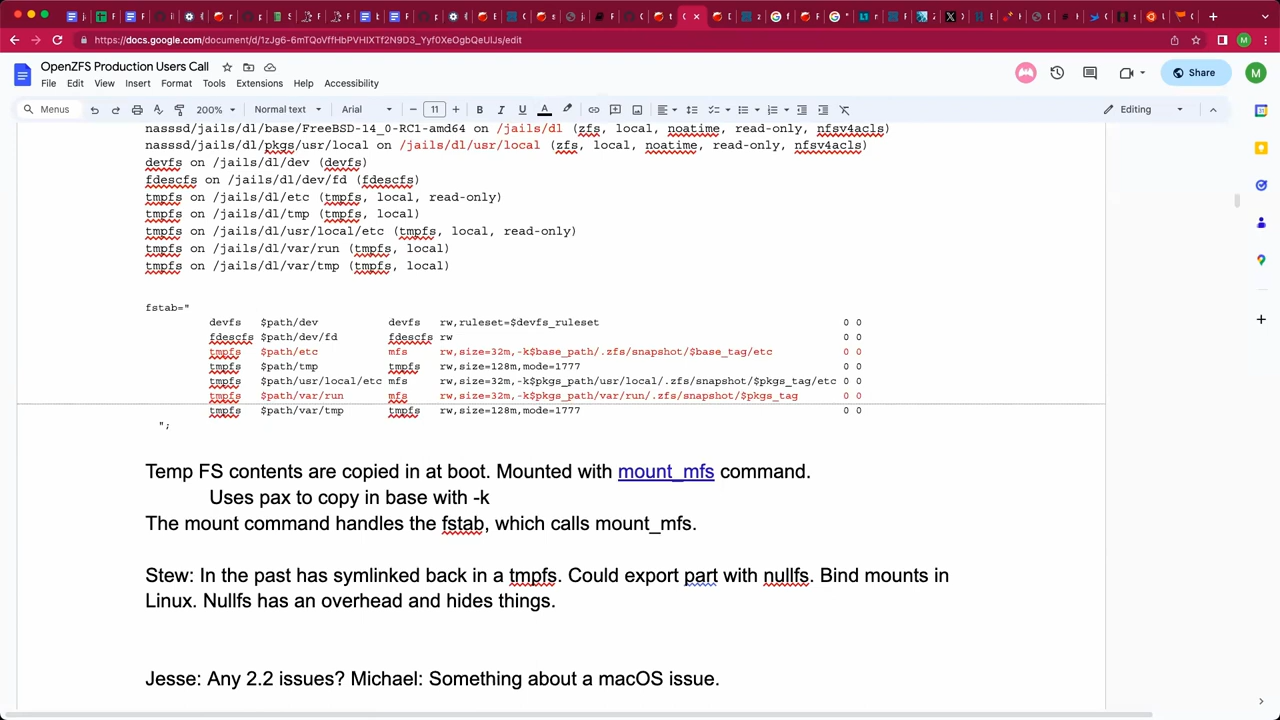 https://docs.google.com/document/d/1zJg6-6mTQoVffHbPVHIXTf2N9D3_Yyf0XeOgbQeUlJs/edit
OpenZFS Production Users Call
File Edit View Insert Format Tools Extensions Help Accessibility
Share
M
Menus
200%
Normal text
Arial
11
Editing
nasssd/jails/dl/base/FreeBSD-14_0-RC1-amd64 on /jails/dl (zfs, local, noatime, read-only, nfsv4acls)
nasssd/jails/dl/pkgs/usr/local on /jails/dl/usr/local (zfs, local, noatime, read-only, nfsv4acls)
devfs on /jails/dl/dev (devfs)
fdescfs on /jails/dl/dev/fd (fdescfs)
tmpfs on /jails/dl/etc (tmpfs, local, read-only)
tmpfs on /jails/dl/tmp (tmpfs, local)
tmpfs on /jails/dl/usr/local/etc (tmpfs, local, read-only)
tmpfs on /jails/dl/var/run (tmpfs, local)
tmpfs on /jails/dl/var/tmp (tmpfs, local)
fstab="
devfs $path/dev devfs rw,ruleset=$devfs_ruleset 0 0
fdescfs $path/dev/fd fdescfs rw 0 0
tmpfs $path/etc mfs rw,size=32m,-k$base_path/.zfs/snapshot/$base_tag/etc 0 0
tmpfs $path/tmp tmpfs rw,size=128m,mode=1777 0 0
tmpfs $path/usr/local/etc mfs rw,size=32m,-k$pkgs_path/usr/local/.zfs/snapshot/$pkgs_tag/etc 0 0
tmpfs $path/var/run mfs rw,size=32m,-k$pkgs_path/var/run/.zfs/snapshot/$pkgs_tag 0 0
tmpfs $path/var/tmp tmpfs rw,size=128m,mode=1777 0 0
";
Temp FS contents are copied in at boot. Mounted with mount_mfs command.
Uses pax to copy in base with -k
The mount command handles the fstab, which calls mount_mfs.
Stew: In the past has symlinked back in a tmpfs. Could export part with nullfs. Bind mounts in
Linux. Nullfs has an overhead and hides things.
Jesse: Any 2.2 issues? Michael: Something about a macOS issue.